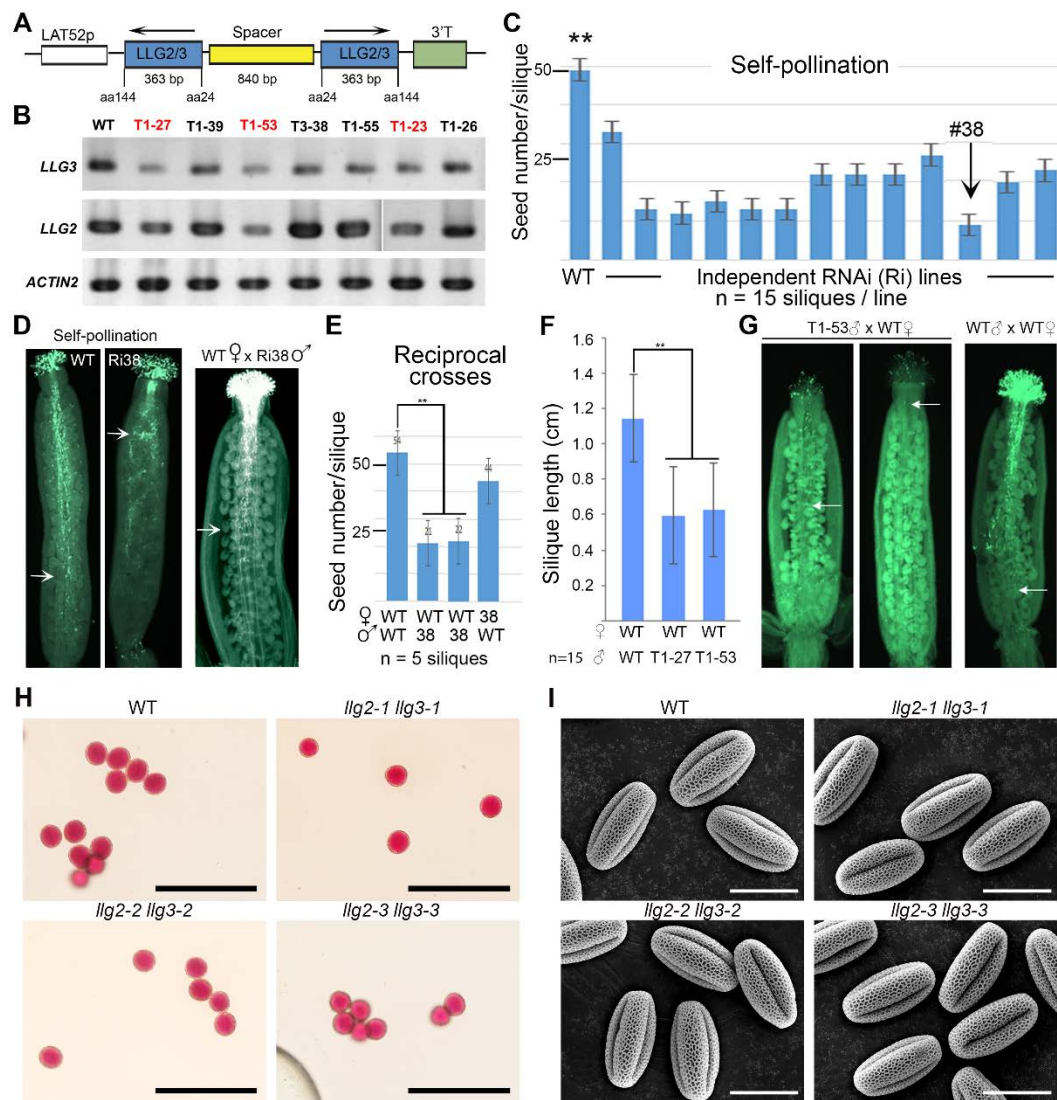 A
LAT52p
LLG2/3
Spacer
LLG2/3
3'T
363 bp
840 bp
363 bp
aa144
aa24
aa24
aa144
B
WT T1-27 T1-39 T1-53 T3-38 T1-55 T1-23 T1-26
LLG3
LLG2
ACTIN2
C
Seed number/silique
50
25
**
Self-pollination
#38
WT
Independent RNAi (Ri) lines
n = 15 siliques / line
D
Self-pollination
WT
Ri38
WT ♀ x Ri38 ♂
E
Reciprocal
crosses
Seed number/silique
50
25
**
54
21
22
44
♀ WT WT WT 38
♂ WT 38 38 WT
n = 5 siliques
F
Silique length (cm)
1.6
1.4
1.2
1.0
0.8
0.6
0.4
0.2
0
**
♀ WT WT WT
n=15 ♂ WT T1-27 T1-53
G
T1-53♂ x WT♀
WT♂ x WT♀
H
WT
llg2-1 llg3-1
llg2-2 llg3-2
llg2-3 llg3-3
I
WT
llg2-1 llg3-1
llg2-2 llg3-2
llg2-3 llg3-3